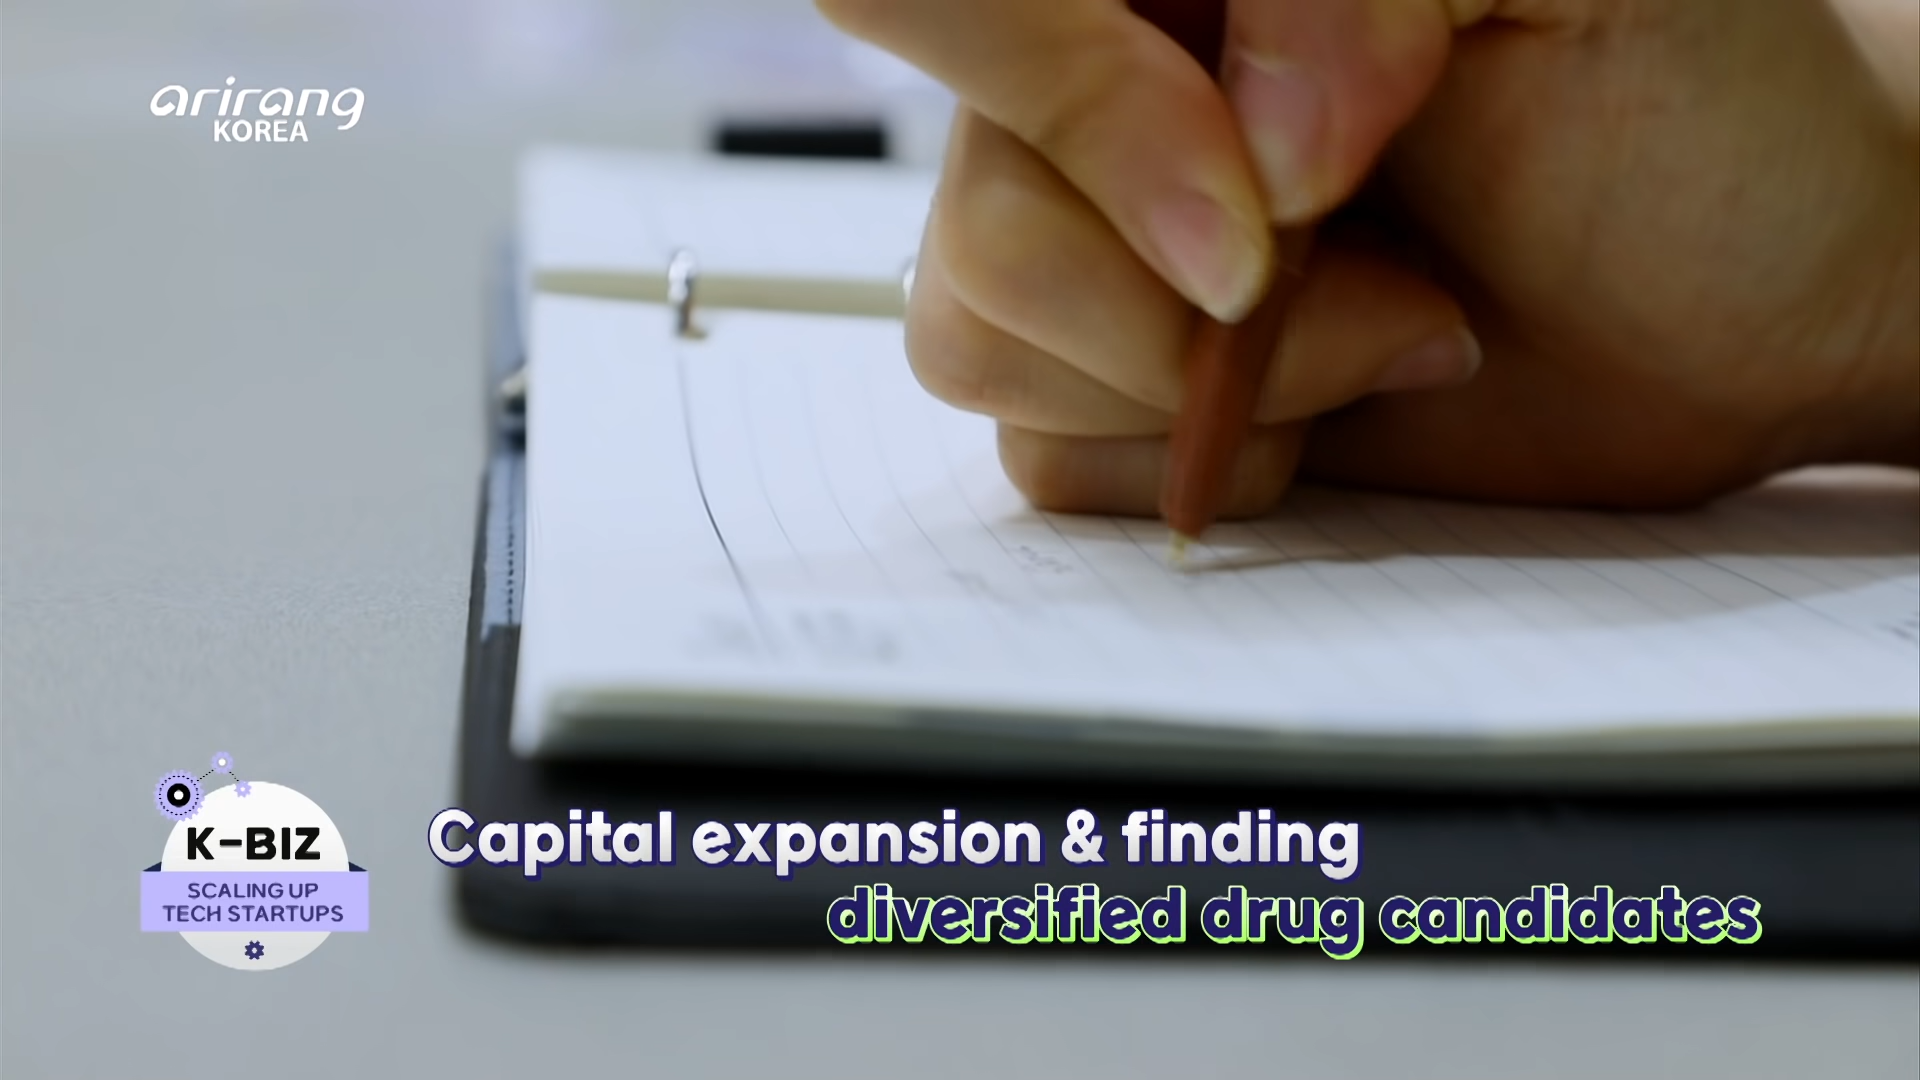 arirang
KOREA
K-BIZ
SCALING UP
TECH STARTUPS
Capital expansion & finding
diversified drug candidates